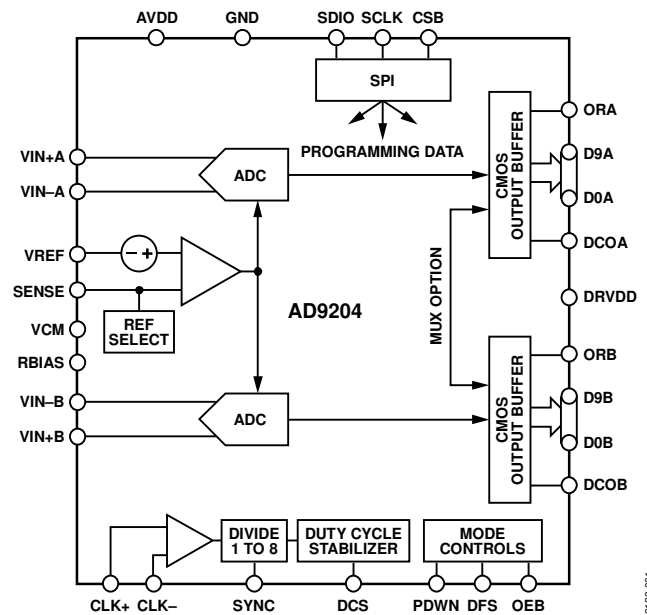 AVDD GND SDIO SCLK CSB
SPI
PROGRAMMING DATA
ORA
D9A
D0A
DCOA
DRVDD
ORB
D9B
D0B
DCOB
VIN+A
VIN–A
VREF
SENSE
VCM
RBIAS
VIN–B
VIN+B
ADC
– +
REF
SELECT
AD9204
MUX OPTION
CMOS
OUTPUT BUFFER
ADC
CMOS
OUTPUT BUFFER
DIVIDE
1 TO 8
DUTY CYCLE
STABILIZER
MODE
CONTROLS
CLK+ CLK– SYNC DCS PDWN DFS OEB